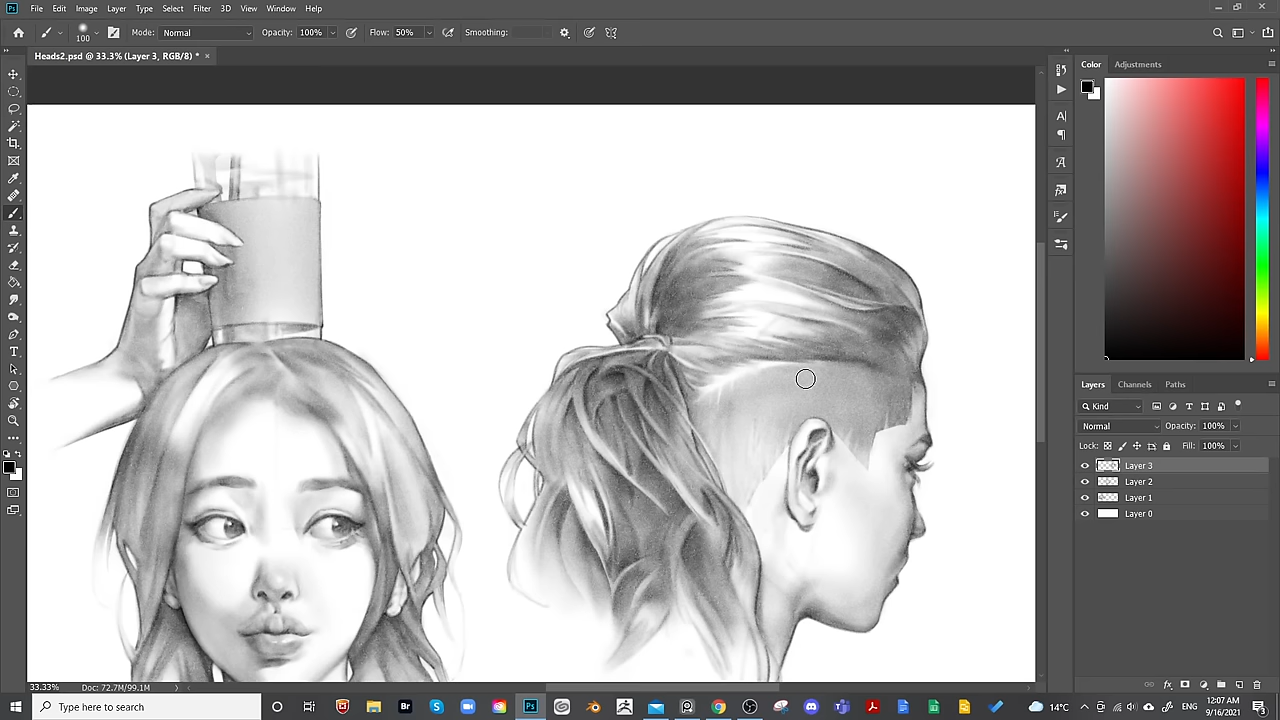 Ps File Edit Image Layer Type Select Filter 3D View Window Help
100 Mode: Normal Opacity: 100% Flow: 50% Smoothing:
Heads2.psd @ 33.3% (Layer 3, RGB/8) * ×
Color Adjustments
Layers Channels Paths
Kind
Normal Opacity: 100%
Lock: Fill: 100%
Layer 3
Layer 2
Layer 1
Layer 0
33.33% Doc: 72.7M/99.1M
Type here to search
Br
Ps
14°C
ENG
12:07 AM
9/16/2021